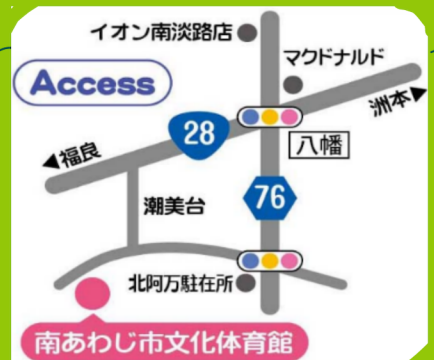 イオン南淡路店
マクドナルド
Access
洲本
28
八幡
福良
76
潮美台
北阿万駐在所
南あわじ市文化体育館